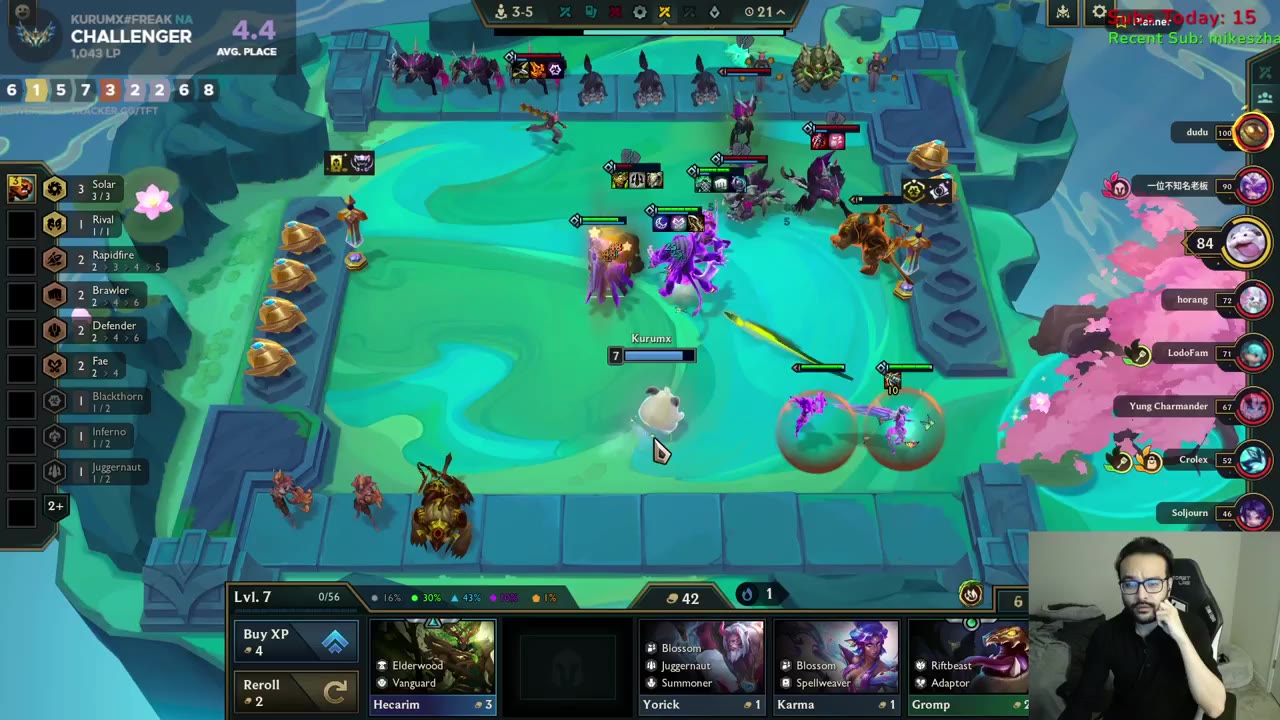 KURUMX#FREAK NA
CHALLENGER
1,043 LP
4.4
AVG. PLACE
6 1 5 7 3 2 2 6 8
3-5
21
Planner
Subs Today: 15
Recent Sub: mikeszha
3 Solar
3 / 3
1 Rival
1 / 1
2 Rapidfire
2 > 3 > 4 > 5
2 Brawler
2 > 4 > 6
2 Defender
2 > 4 > 6
2 Fae
2 > 4
1 Blackthorn
1 / 2
1 Inferno
1 / 2
1 Juggernaut
1 / 2
2+
dudu 100
一位不知名老板 90
84
horang 72
LodoFam 71
Yung Charmander 67
Crolex 52
Soljourn 46
Kurumx
7
10
Lvl. 7 0/56
16% 30% 43% 1%
42
1
6
Buy XP
4
Reroll
2
Elderwood
Vanguard
Hecarim 3
Blossom
Juggernaut
Summoner
Yorick 1
Blossom
Spellweaver
Karma 1
Riftbeast
Adaptor
Gromp 2